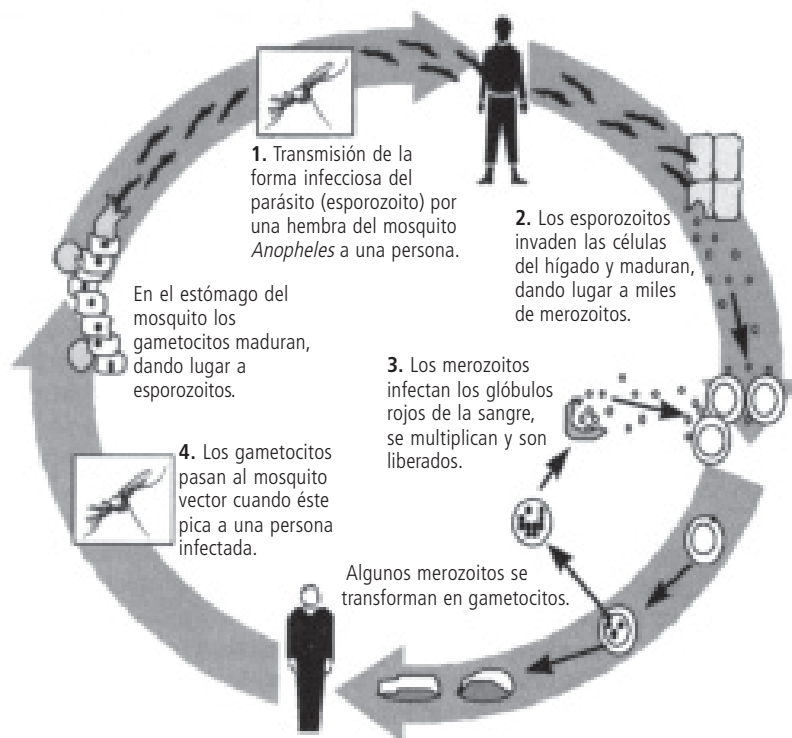 1. Transmisión de la
forma infecciosa del
parásito (esporozoito) por
una hembra del mosquito
Anopheles a una persona.
2. Los esporozoitos
invaden las células
del hígado y maduran,
dando lugar a miles
de merozoitos.
3. Los merozoitos
infectan los glóbulos
rojos de la sangre,
se multiplican y son
liberados.
Algunos merozoitos se
transforman en gametocitos.
4. Los gametocitos
pasan al mosquito
vector cuando éste
pica a una persona
infectada.
En el estómago del
mosquito los
gametocitos maduran,
dando lugar a
esporozoitos.